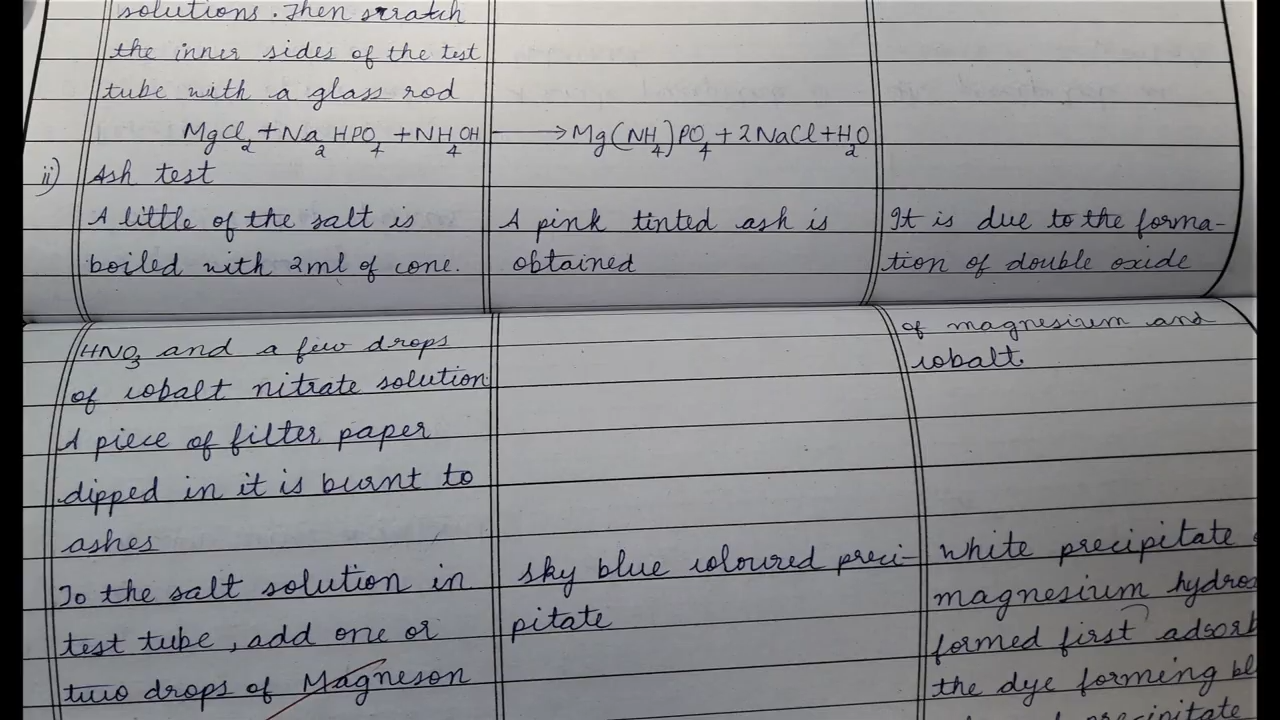 solutions. Then scratch
the inner sides of the test
tube with a glass rod
MgCl2 + Na2HPO4 + NH4OH → Mg(NH4)PO4 + 2NaCl + H2O
ii) Ash test
A little of the salt is
boiled with 2ml of conc.
A pink tinted ash is
obtained
It is due to the forma-
tion of double oxide
HNO3 and a few drops
of cobalt nitrate solution
A piece of filter paper
dipped in it is burnt to
ashes
of magnesium and
cobalt.
To the salt solution in
test tube, add one or
two drops of Magneson
sky blue coloured preci-
pitate
white precipitate
magnesium hydrox
formed first adsorb
the dye forming bl
precipitate